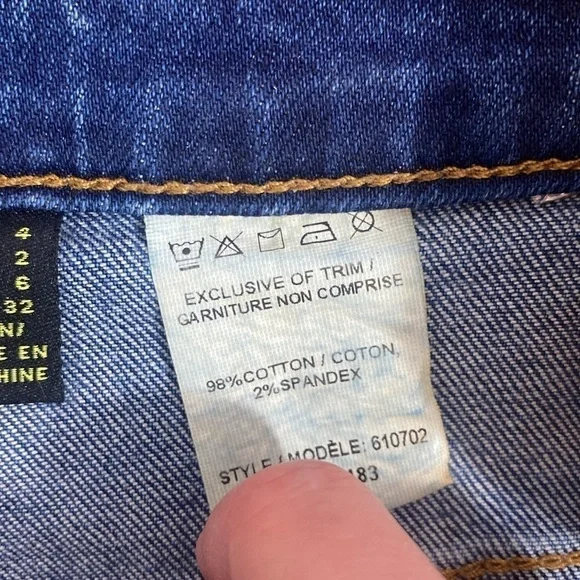 4
2
6
32
N/
E EN
HINE
EXCLUSIVE OF TRIM /
GARNITURE NON COMPRISE
98%COTTON / COTON,
2%SPANDEX
STYLE / MODÈLE: 610702
483